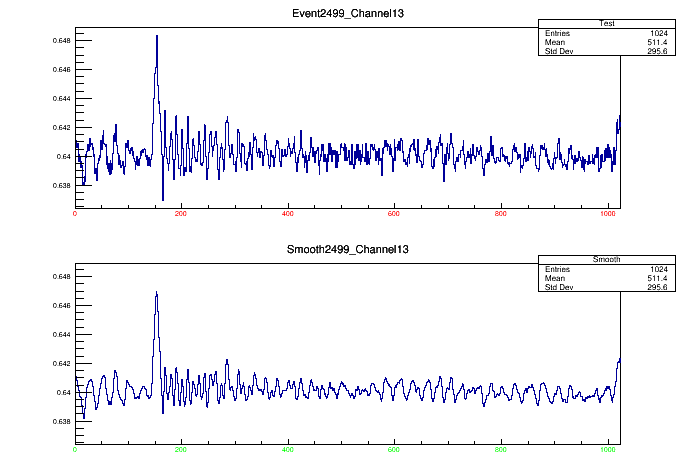 Event2499_Channel13
Test
Entries 1024
Mean 511.4
Std Dev 295.6
0.648
0.646
0.644
0.642
0.64
0.638
0 200 400 600 800 1000
Smooth2499_Channel13
Smooth
Entries 1024
Mean 511.4
Std Dev 295.6
0.648
0.646
0.644
0.642
0.64
0.638
0 200 400 600 800 1000